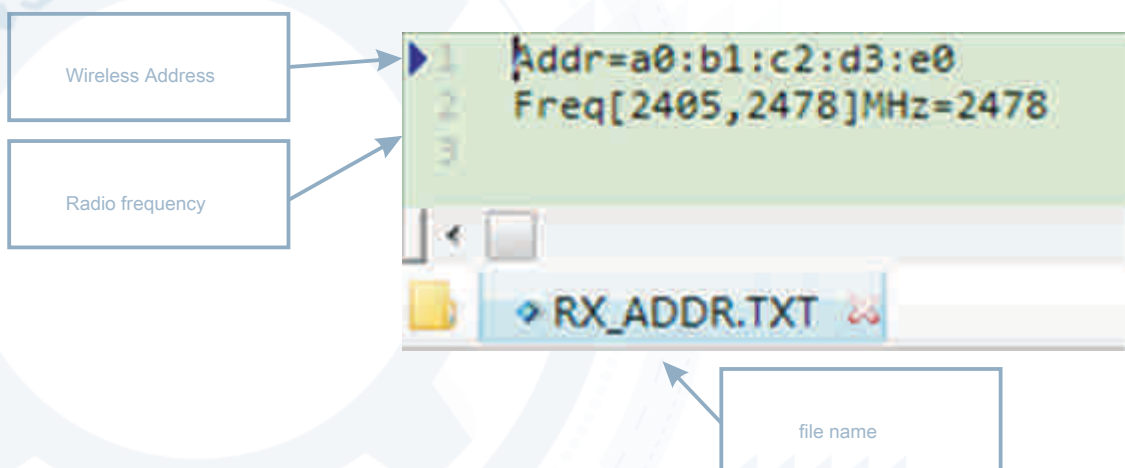 Wireless Address
1 Addr=a0:b1:c2:d3:e0
2 Freq[2405,2478]MHz=2478
3
Radio frequency
RX_ADDR.TXT
file name